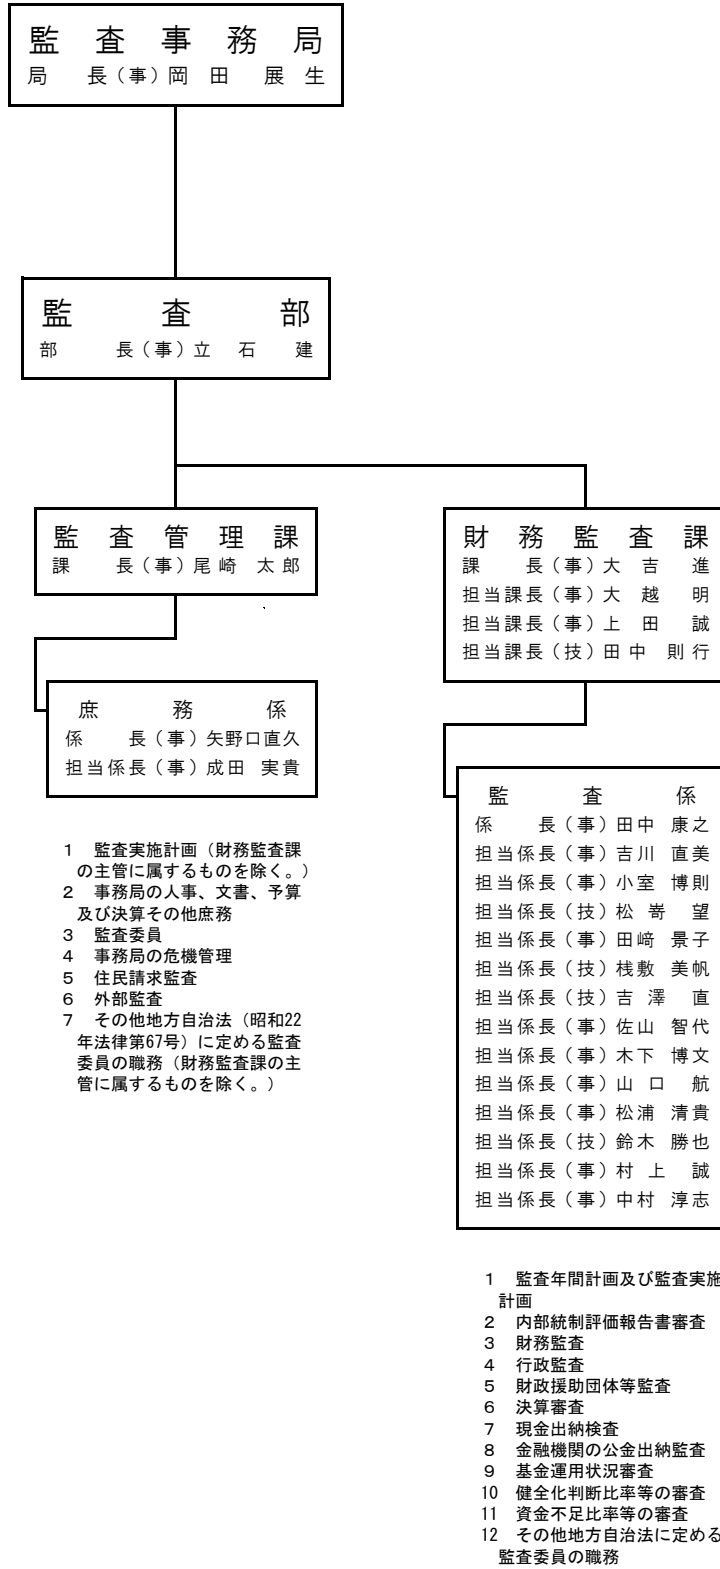 監査事務局
局長（事）岡田展生
監査部
部長（事）立石建
監査管理課
課長（事）尾崎太郎
庶務係
係長（事）矢野口直久
担当係長（事）成田実貴
1　監査実施計画（財務監査課
の主管に属するものを除く。）
2　事務局の人事、文書、予算
及び決算その他庶務
3　監査委員
4　事務局の危機管理
5　住民請求監査
6　外部監査
7　その他地方自治法（昭和22
年法律第67号）に定める監査
委員の職務（財務監査課の主
管に属するものを除く。）
財務監査課
課長（事）大吉進
担当課長（事）大越明
担当課長（事）上田誠
担当課長（技）田中則行
監査係
係長（事）田中康之
担当係長（事）吉川直美
担当係長（事）小室博則
担当係長（技）松嵜望
担当係長（事）田﨑景子
担当係長（技）桟敷美帆
担当係長（技）吉澤直
担当係長（事）佐山智代
担当係長（事）木下博文
担当係長（事）山口航
担当係長（事）松浦清貴
担当係長（技）鈴木勝也
担当係長（事）村上誠
担当係長（事）中村淳志
1　監査年間計画及び監査実施
計画
2　内部統制評価報告書審査
3　財務監査
4　行政監査
5　財政援助団体等監査
6　決算審査
7　現金出納検査
8　金融機関の公金出納監査
9　基金運用状況審査
10　健全化判断比率等の審査
11　資金不足比率等の審査
12　その他地方自治法に定める
監査委員の職務